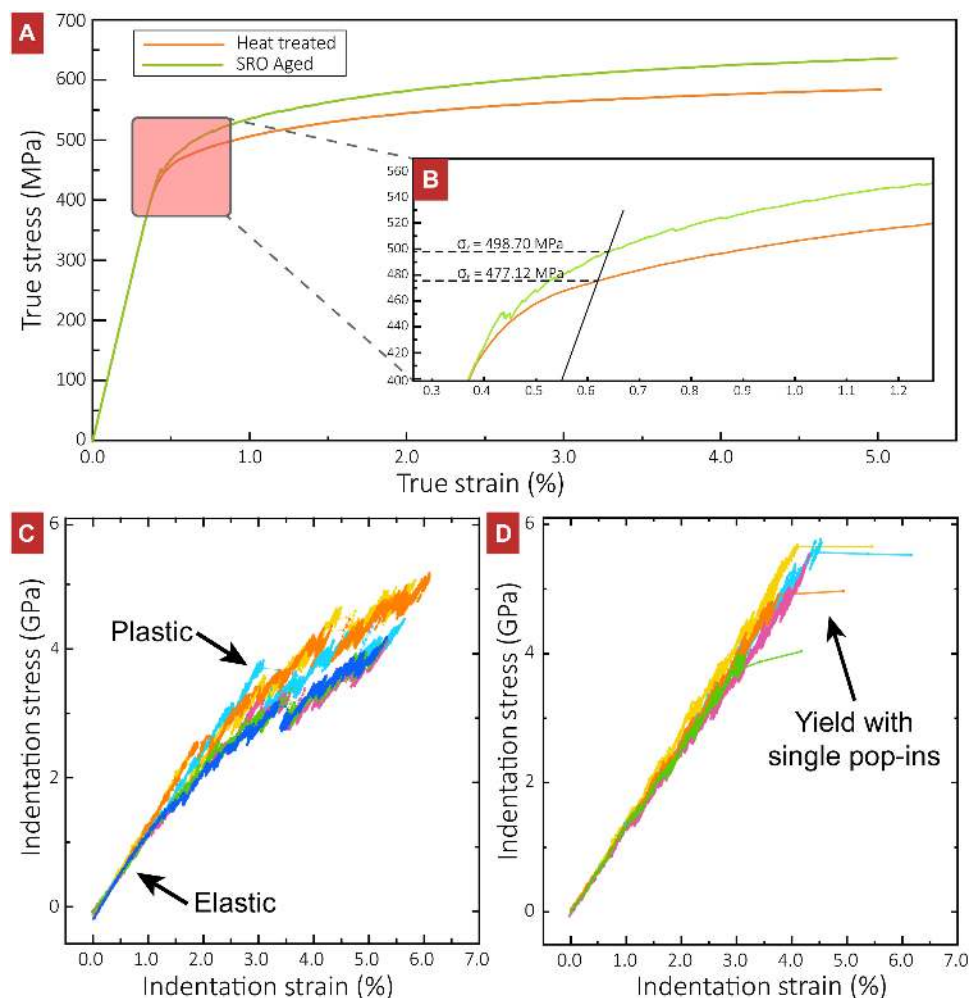 A
700
600
500
400
300
200
100
0
True stress (MPa)
Heat treated
SRO Aged
B
560
540
520
500
480
460
440
420
400
σᵧ = 498.70 MPa
σᵧ = 477.12 MPa
0.3 0.4 0.5 0.6 0.7 0.8 0.9 1.0 1.1 1.2
0.0 1.0 2.0 3.0 4.0 5.0
True strain (%)
C
6
4
2
0
Indentation stress (GPa)
Plastic
Elastic
0.0 1.0 2.0 3.0 4.0 5.0 6.0 7.0
Indentation strain (%)
D
6
4
2
0
Indentation stress (GPa)
Yield with
single pop-ins
0.0 1.0 2.0 3.0 4.0 5.0 6.0 7.0
Indentation strain (%)